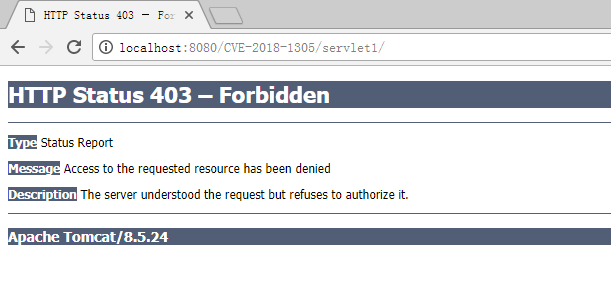 HTTP Status 403 – For
localhost:8080/CVE-2018-1305/servlet1/
HTTP Status 403 – Forbidden
Type Status Report
Message Access to the requested resource has been denied
Description The server understood the request but refuses to authorize it.
Apache Tomcat/8.5.24